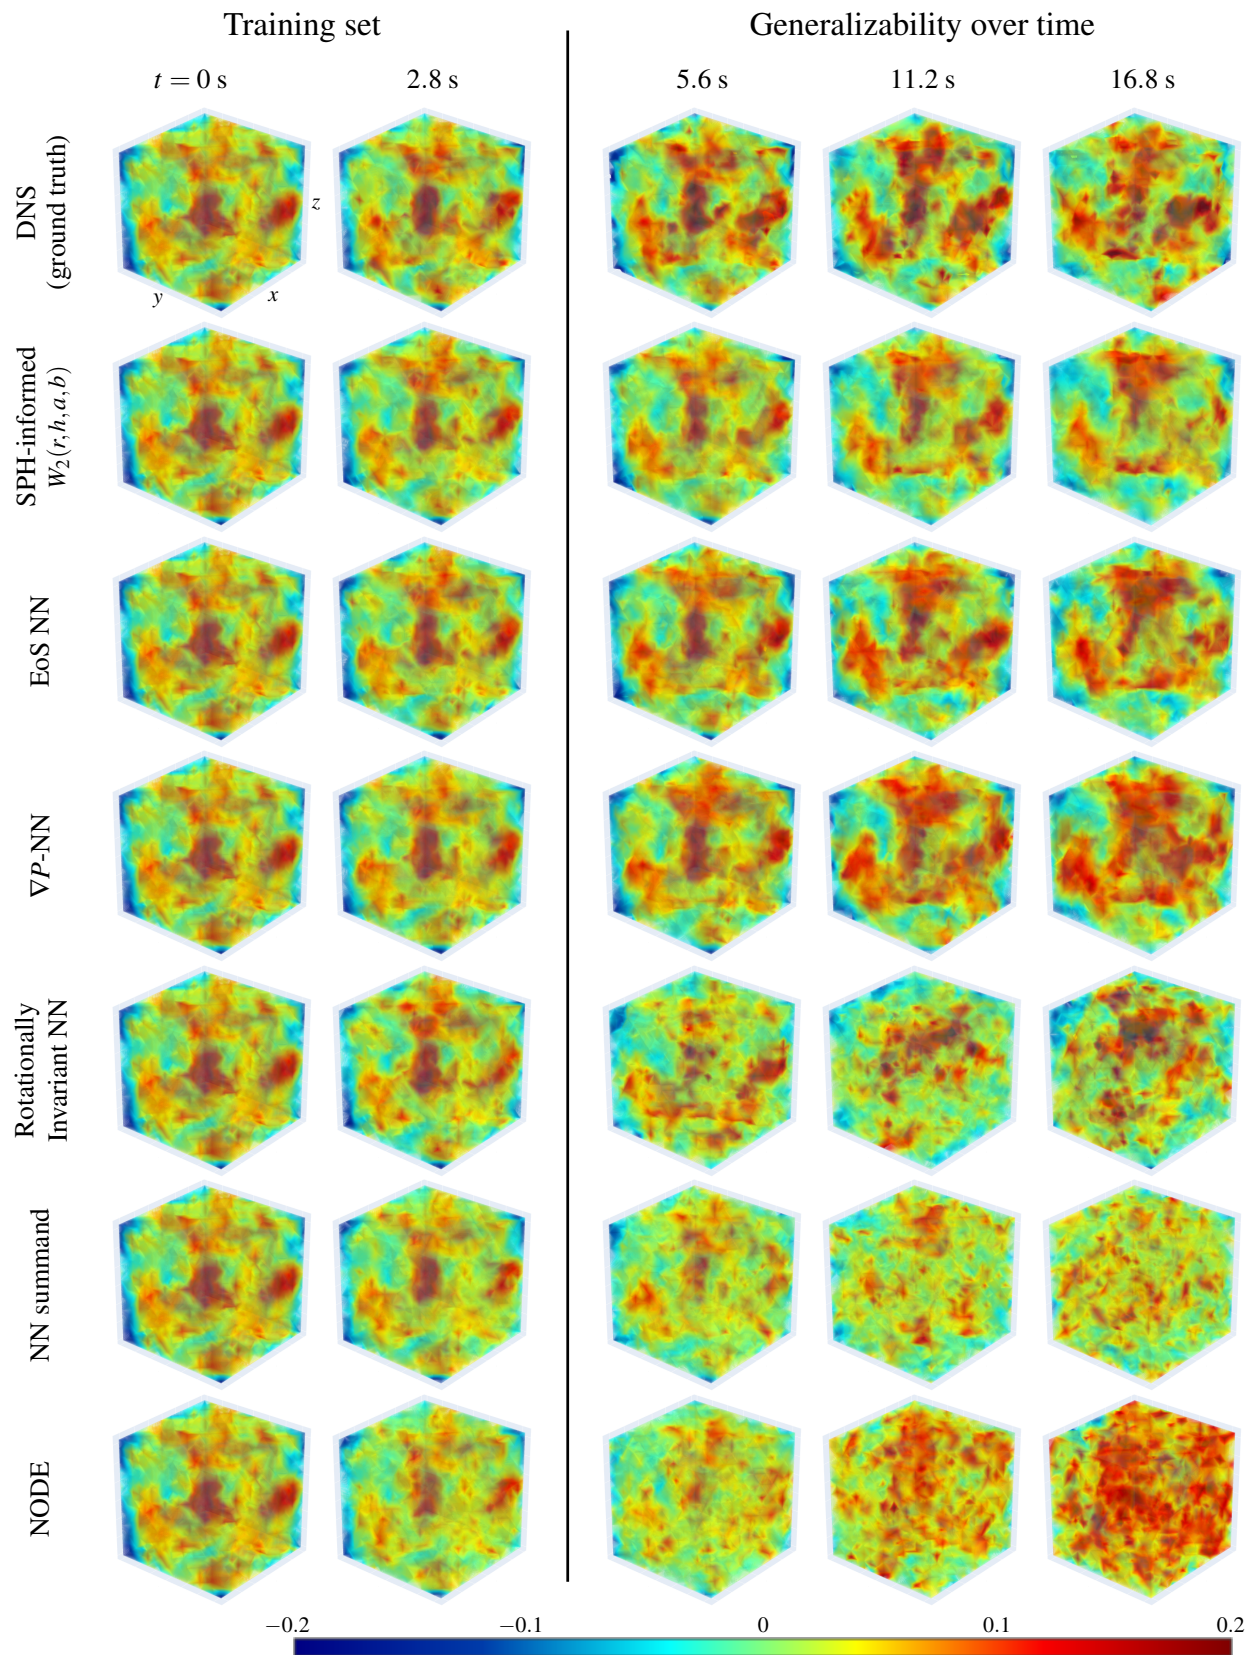 Training set
Generalizability over time
t = 0 s
2.8 s
5.6 s
11.2 s
16.8 s
DNS
(ground truth)
z
y
x
SPH-informed
W₂(r,h,a,b)
EoS NN
∇P-NN
Rotationally
Invariant NN
NN summand
NODE
−0.2
−0.1
0
0.1
0.2